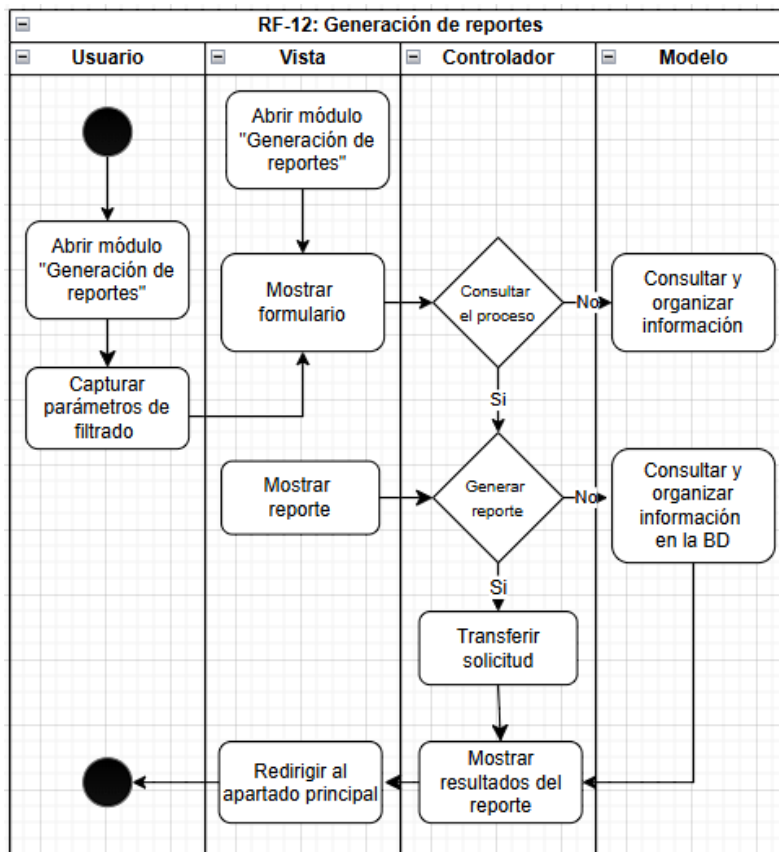 RF-12: Generación de reportes
Usuario
Vista
Controlador
Modelo
Abrir módulo
"Generación de
reportes"
Abrir módulo
"Generación de
reportes"
Mostrar
formulario
Consultar
el proceso
No
Consultar y
organizar
información
Capturar
parámetros de
filtrado
Si
Mostrar
reporte
Generar
reporte
No
Consultar y
organizar
información
en la BD
Si
Transferir
solicitud
Redirigir al
apartado principal
Mostrar
resultados del
reporte